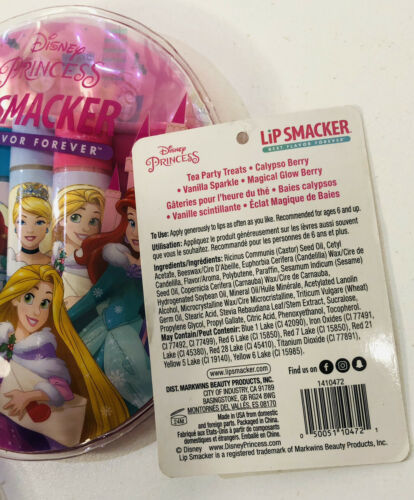 Disney
PRINCESS
SMACKER
VOR FOREVER™
Disney
PRINCESS
LiP SMACKER®
BEST FLAVOR FOREVER™
Tea Party Treats • Calypso Berry
• Vanilla Sparkle • Magical Glow Berry
Gâteries pour l'heure du thé • Baies calypsos
• Vanille scintillante • Éclat Magique de Baies
To Use: Apply generously to lips as often as you like. Recommended for ages 6 and up.
Utilisation: Appliquez le produit généreusement sur les lèvres aussi souvent
que vous le souhaitez. Recommandé pour les personnes de 6 ans et plus.
Ingredients/Ingrédients: Ricinus Communis (Castor) Seed Oil, Cetyl
Acetate, Beeswax/Cire D'Abeille, Euphorbia Cerifera (Candelilla) Wax/Cire de
Candelilla, Flavor/Aroma, Polybutene, Paraffin, Sesamum Indicum (Sesame)
Seed Oil, Copernicia Cerifera (Carnauba) Wax/Cire de Carnauba,
Hydrogenated Soybean Oil, Mineral Oil/Huile Minérale, Acetylated Lanolin
Alcohol, Microcrystalline Wax/Cire Microcristalline, Triticum Vulgare (Wheat)
Germ Oil, Stearic Acid, Stevia Rebaudiana Leaf/Stem Extract, Sucralose,
Propylene Glycol, Propyl Gallate, Citric Acid, Phenoxyethanol, Tocopherol.
May Contain/Peut Contenir: Blue 1 Lake (CI 42090), Iron Oxides (CI 77491,
CI 77492, CI 77499), Red 6 Lake (CI 15850), Red 7 Lake (CI 15850), Red 21
Lake (CI 45380), Red 28 Lake (CI 45410), Titanium Dioxide (CI 77891),
Yellow 5 Lake (CI 19140), Yellow 6 Lake (CI 15985).
www.lipsmacker.com
Find us on
DIST. MARKWINS BEAUTY PRODUCTS, INC.
CITY OF INDUSTRY, CA 91789
BASINGSTOKE, GB RG24 8WG
MONTORNÈS DEL VALLÈS, ES 08170
24M
Made in USA from domestic
and foreign parts. Packaged in China.
Fabriqué aux États-Unis à partir de composants
domestiques et étrangers. Emballé en Chine.
© Disney www.DisneyPrincess.com
Lip Smacker is a registered trademark of Markwins Beauty Products, Inc.
1410472
0 50051 10472 1